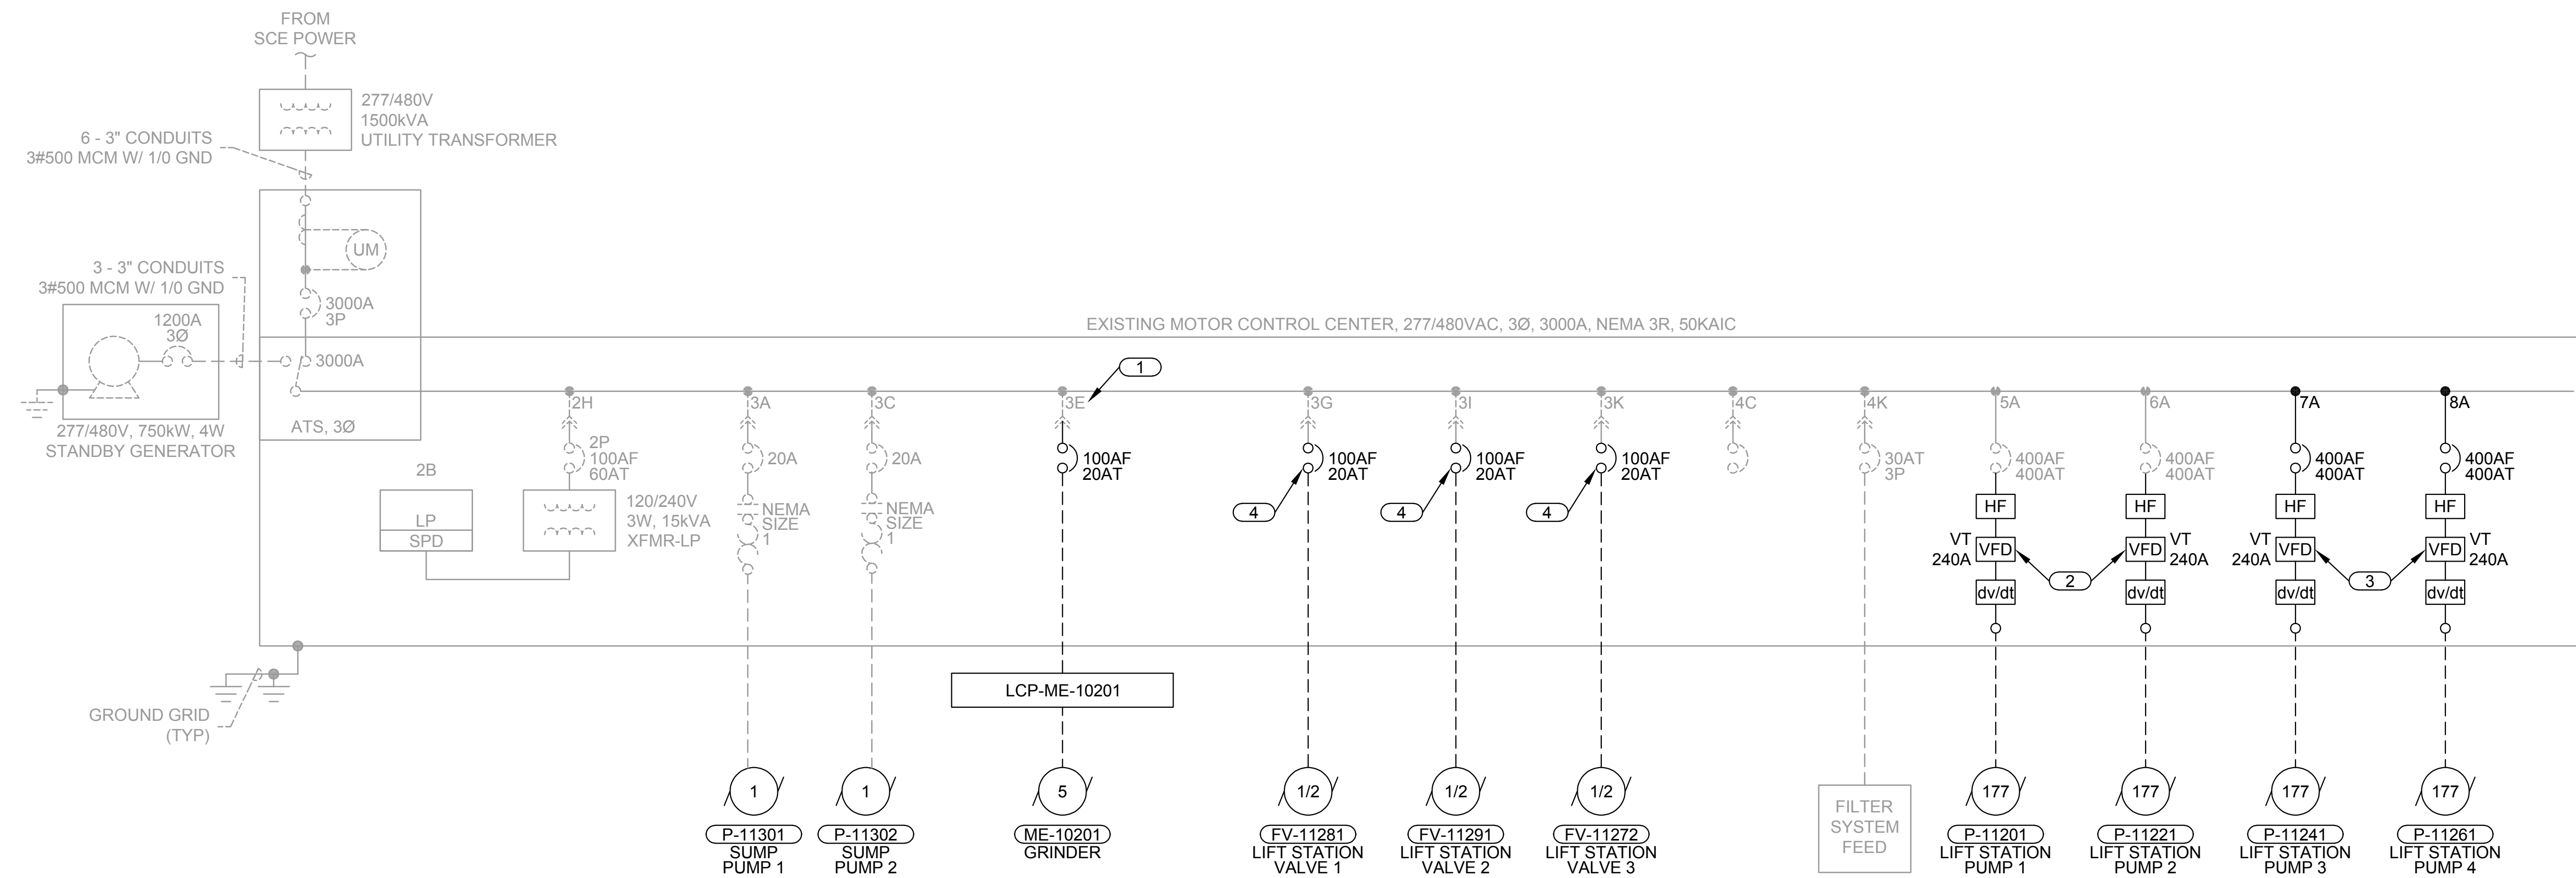 FROM
SCE POWER
277/480V
1500kVA
UTILITY TRANSFORMER
6 - 3" CONDUITS
3#500 MCM W/ 1/0 GND
UM
3 - 3" CONDUITS
3#500 MCM W/ 1/0 GND
3000A
3P
1200A
3Ø
3000A
277/480V, 750kW, 4W
STANDBY GENERATOR
ATS, 3Ø
EXISTING MOTOR CONTROL CENTER, 277/480VAC, 3Ø, 3000A, NEMA 3R, 50KAIC
1
2H
3A
3C
3E
3G
3I
3K
4C
4K
5A
6A
7A
8A
2B
LP
SPD
2P
100AF
60AT
120/240V
3W, 15kVA
XFMR-LP
20A
NEMA
SIZE
1
20A
NEMA
SIZE
1
100AF
20AT
100AF
20AT
4
100AF
20AT
4
100AF
20AT
4
30AT
3P
400AF
400AT
HF
VT
240A
VFD
dv/dt
2
400AF
400AT
HF
VFD
VT
240A
dv/dt
400AF
400AT
HF
VT
240A
VFD
dv/dt
3
400AF
400AT
HF
VFD
VT
240A
dv/dt
GROUND GRID
(TYP)
LCP-ME-10201
1
P-11301
SUMP
PUMP 1
1
P-11302
SUMP
PUMP 2
5
ME-10201
GRINDER
1/2
FV-11281
LIFT STATION
VALVE 1
1/2
FV-11291
LIFT STATION
VALVE 2
1/2
FV-11272
LIFT STATION
VALVE 3
FILTER
SYSTEM
FEED
177
P-11201
LIFT STATION
PUMP 1
177
P-11221
LIFT STATION
PUMP 2
177
P-11241
LIFT STATION
PUMP 3
177
P-11261
LIFT STATION
PUMP 4